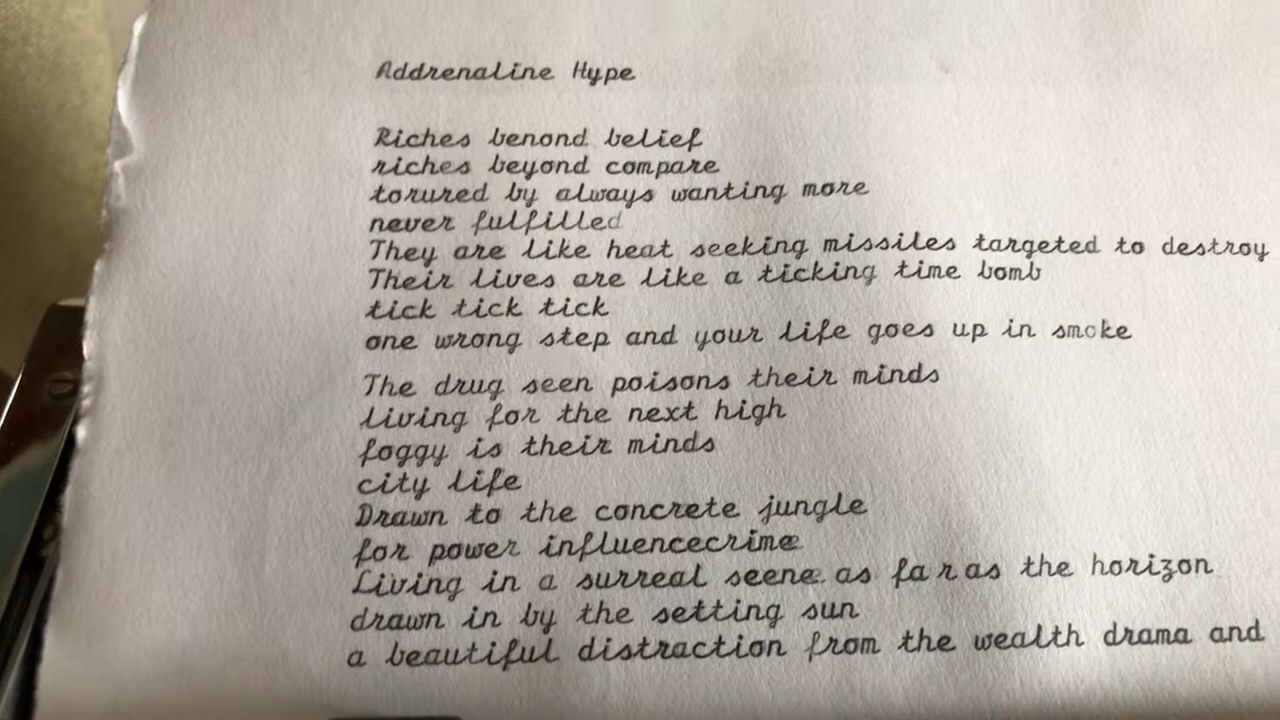 Addrenaline Hype
Riches benond belief
riches beyond compare
torured by always wanting more
never fulfilled
They are like heat seeking missiles targeted to destroy
Their lives are like a ticking time bomb
tick tick tick
one wrong step and your life goes up in smoke
The drug seen poisons their minds
living for the next high
foggy is their minds
city life
Drawn to the concrete jungle
for power influencecrime
Living in a surreal seene as far as the horizon
drawn in by the setting sun
a beautiful distraction from the wealth drama and